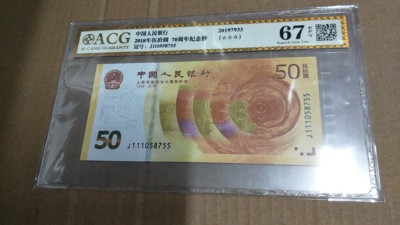 ACG
中国人民银行
2018年伍拾圆 70周年纪念钞
冠号: J111058755
20197933
(☆☆☆)
67
中国人民银行
50
50
J111058755